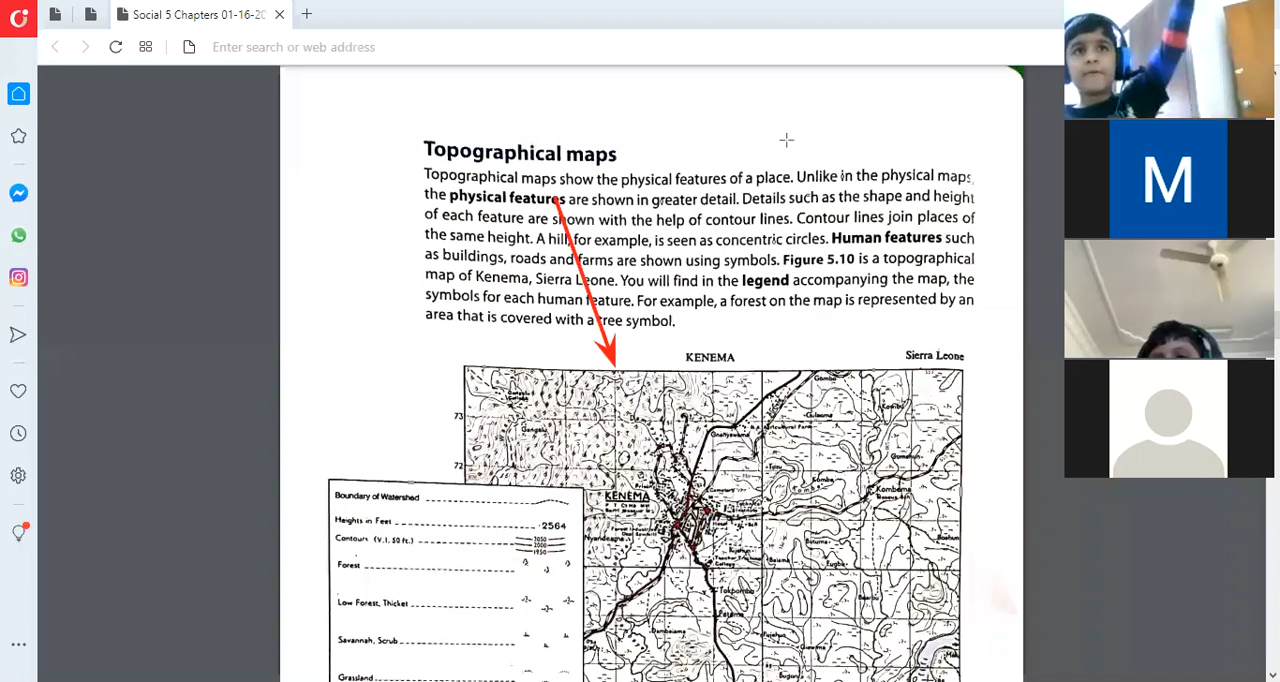 Social 5 Chapters 01-16-20
Enter search or web address
Topographical maps
Topographical maps show the physical features of a place. Unlike in the physical maps,
the physical features are shown in greater detail. Details such as the shape and height
of each feature are shown with the help of contour lines. Contour lines join places of
the same height. A hill, for example, is seen as concentric circles. Human features such
as buildings, roads and farms are shown using symbols. Figure 5.10 is a topographical
map of Kenema, Sierra Leone. You will find in the legend accompanying the map, the
symbols for each human feature. For example, a forest on the map is represented by an
area that is covered with a tree symbol.
KENEMA
Sierra Leone
73
72
KENEMA
Gombo
Kombema
Nyandeama
Tokpombo
Dambaiama
Boundary of Watershed
Heights in Feet 2564
Contours (V.I. 50 ft.) 2050 2000 1950
Forest
Low Forest, Thicket
Savannah, Scrub
Grassland
M